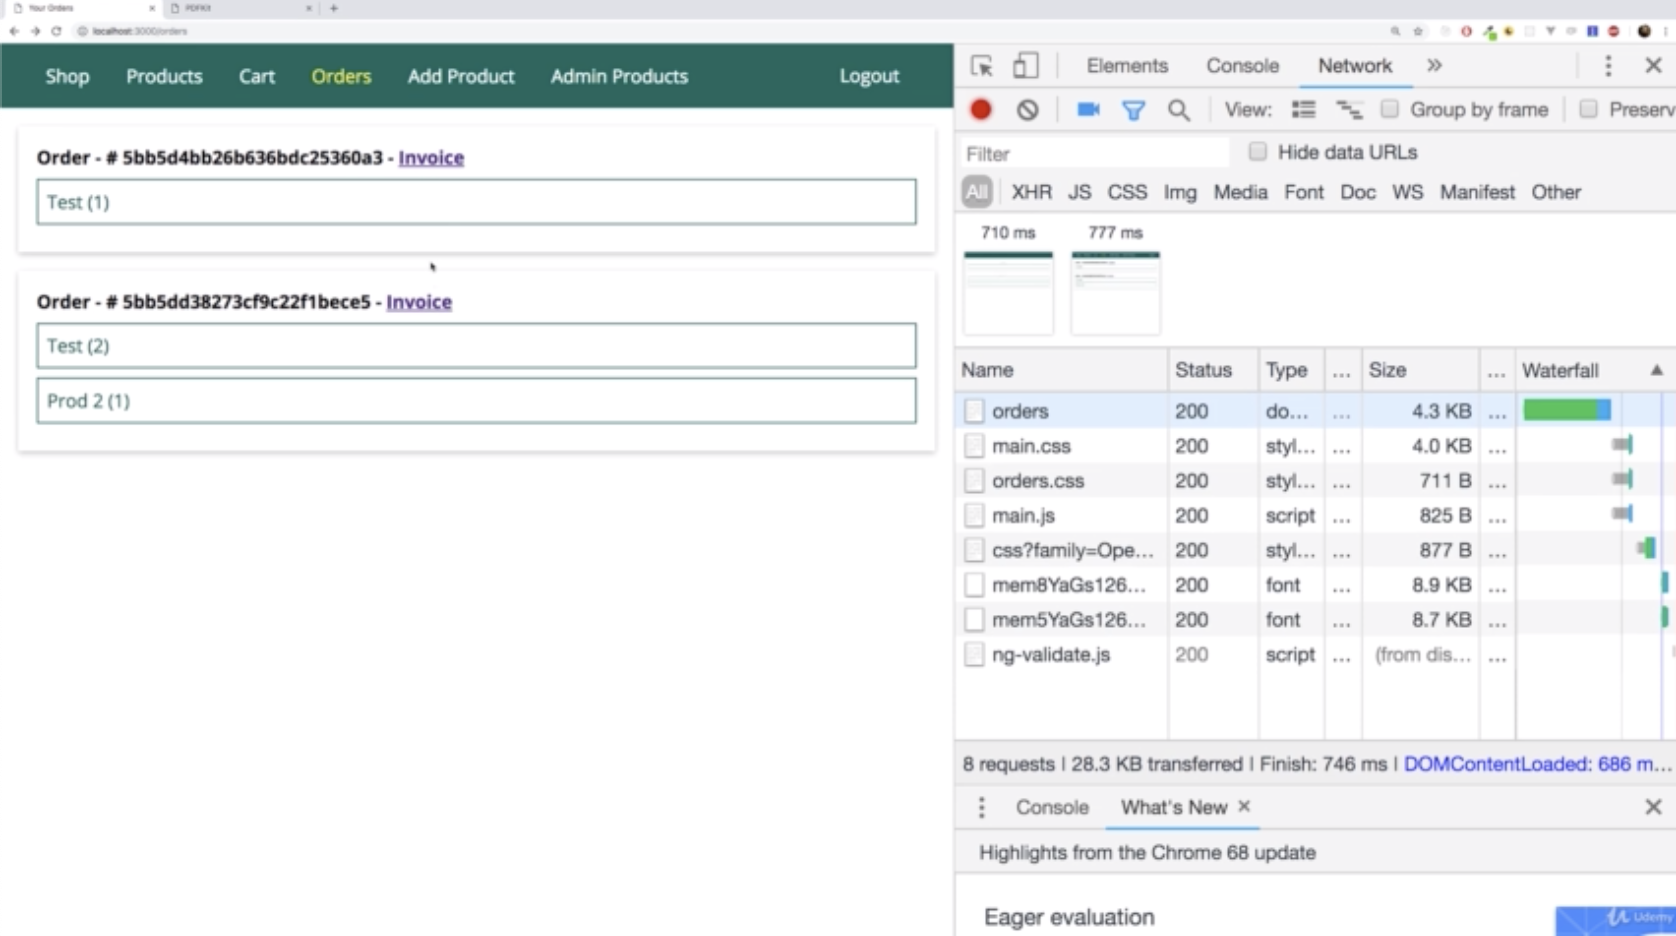 Your Orders
PDFKit
localhost:3000/orders
Shop Products Cart Orders Add Product Admin Products Logout
Order - # 5bb5d4bb26b636bdc25360a3 - Invoice
Test (1)
Order - # 5bb5dd38273cf9c22f1bece5 - Invoice
Test (2)
Prod 2 (1)
Elements Console Network »
View: Group by frame Preserv
Filter Hide data URLs
All XHR JS CSS Img Media Font Doc WS Manifest Other
710 ms 777 ms
Name Status Type ... Size ... Waterfall
orders 200 do... ... 4.3 KB ...
main.css 200 styl... ... 4.0 KB ...
orders.css 200 styl... ... 711 B ...
main.js 200 script ... 825 B ...
css?family=Ope... 200 styl... ... 877 B ...
mem8YaGs126... 200 font ... 8.9 KB ...
mem5YaGs126... 200 font ... 8.7 KB ...
ng-validate.js 200 script ... (from dis... ...
8 requests | 28.3 KB transferred | Finish: 746 ms | DOMContentLoaded: 686 m...
Console What's New
Highlights from the Chrome 68 update
Eager evaluation
Udemy